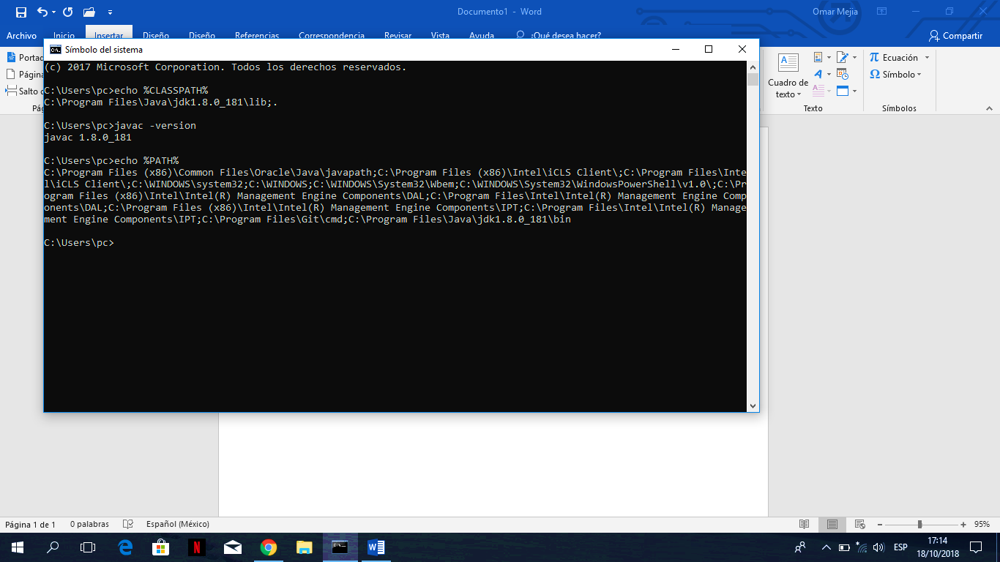 Documento1 - Word
Omar Mejia
Archivo Inicio Insertar Diseño Diseño Referencias Correspondencia Revisar Vista Ayuda ¿Qué desea hacer? Compartir
Símbolo del sistema
(c) 2017 Microsoft Corporation. Todos los derechos reservados.
C:\Users\pc>echo %CLASSPATH%
C:\Program Files\Java\jdk1.8.0_181\lib;.
C:\Users\pc>javac -version
javac 1.8.0_181
C:\Users\pc>echo %PATH%
C:\Program Files (x86)\Common Files\Oracle\Java\javapath;C:\Program Files (x86)\Intel\iCLS Client\;C:\Program Files\Inte
l\iCLS Client\;C:\WINDOWS\system32;C:\WINDOWS;C:\WINDOWS\System32\Wbem;C:\WINDOWS\System32\WindowsPowerShell\v1.0\;C:\Pr
ogram Files (x86)\Intel\Intel(R) Management Engine Components\DAL;C:\Program Files\Intel\Intel(R) Management Engine Comp
onents\DAL;C:\Program Files (x86)\Intel\Intel(R) Management Engine Components\IPT;C:\Program Files\Intel\Intel(R) Manage
ment Engine Components\IPT;C:\Program Files\Git\cmd;C:\Program Files\Java\jdk1.8.0_181\bin
C:\Users\pc>
Portad
Página
Salto d
Pág
Cuadro de
texto
Texto
Ecuación
Símbolo
Símbolos
Página 1 de 1 0 palabras Español (México) 95%
ESP
17:14
18/10/2018